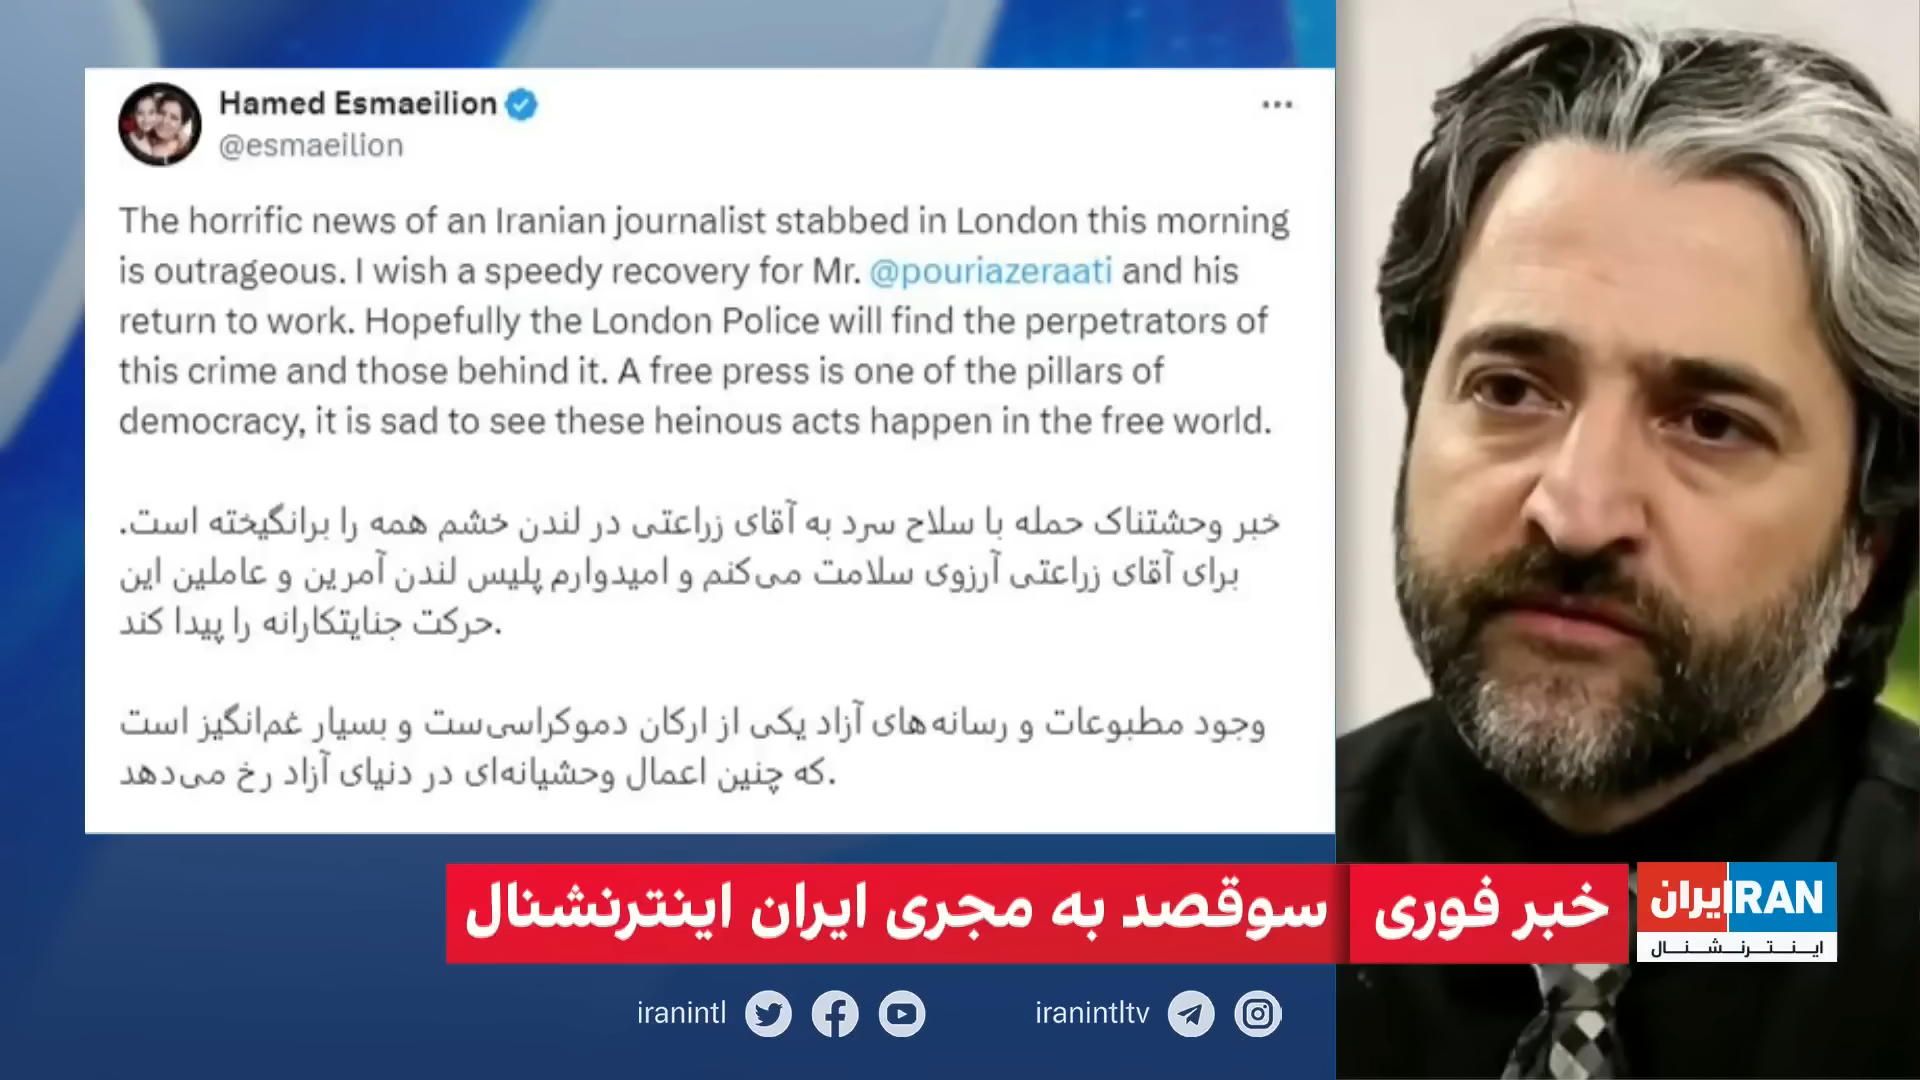 Hamed Esmaeilion
@esmaeilion
The horrific news of an Iranian journalist stabbed in London this morning
is outrageous. I wish a speedy recovery for Mr. @pouriazeraati and his
return to work. Hopefully the London Police will find the perpetrators of
this crime and those behind it. A free press is one of the pillars of
democracy, it is sad to see these heinous acts happen in the free world.
خبر وحشتناک حمله با سلاح سرد به آقای زراعتی در لندن خشم همه را برانگیخته است.
برای آقای زراعتی آرزوی سلامت می‌کنم و امیدوارم پلیس لندن آمرین و عاملین این
حرکت جنایتکارانه را پیدا کند.
وجود مطبوعات و رسانه‌های آزاد یکی از ارکان دموکراسی‌ست و بسیار غم‌انگیز است
که چنین اعمال وحشیانه‌ای در دنیای آزاد رخ می‌دهد.
خبر فوری
سوقصد به مجری ایران اینترنشنال
ایران IRAN
اینترنشنال
iranintl
iranintltv